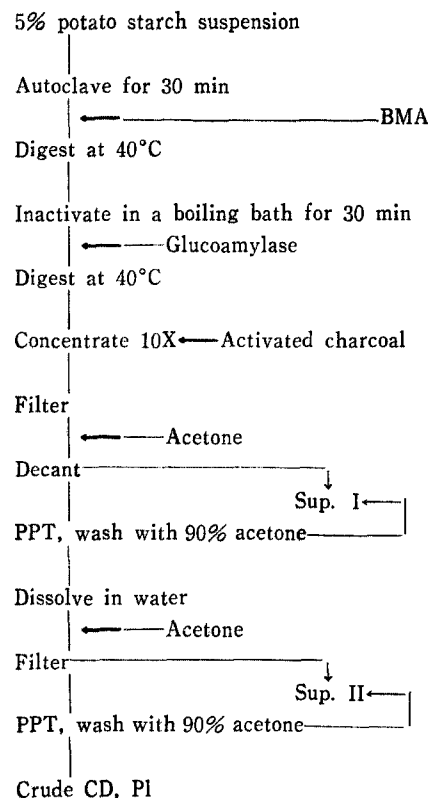 5% potato starch suspension
Autoclave for 30 min
BMA
Digest at 40°C
Inactivate in a boiling bath for 30 min
Glucoamylase
Digest at 40°C
Concentrate 10X Activated charcoal
Filter
Acetone
Decant
Sup. I
PPT, wash with 90% acetone
Dissolve in water
Acetone
Filter
Sup. II
PPT, wash with 90% acetone
Crude CD, Pl